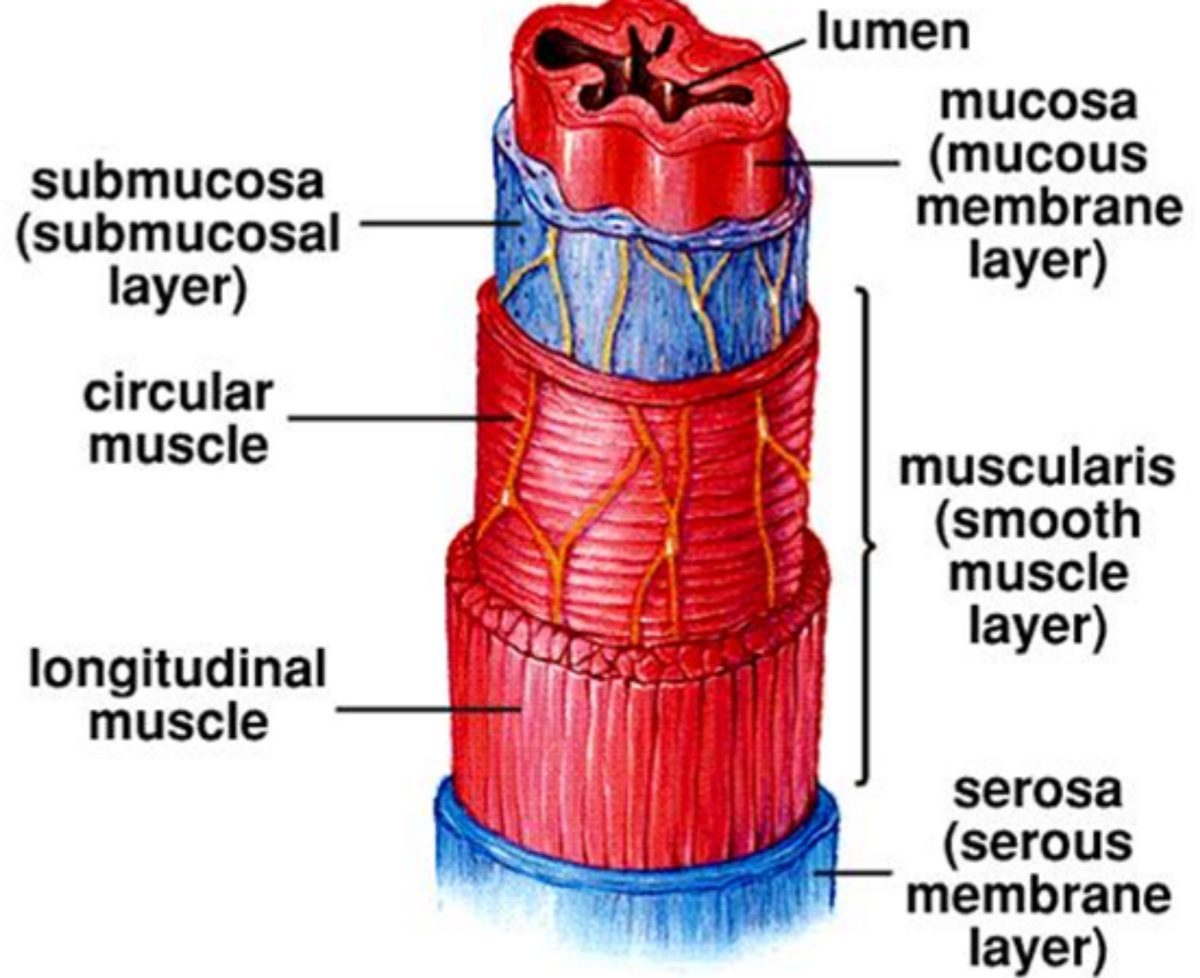 lumen
mucosa
(mucous
membrane
layer)
submucosa
(submucosal
layer)
circular
muscle
muscularis
(smooth
muscle
layer)
longitudinal
muscle
serosa
(serous
membrane
layer)